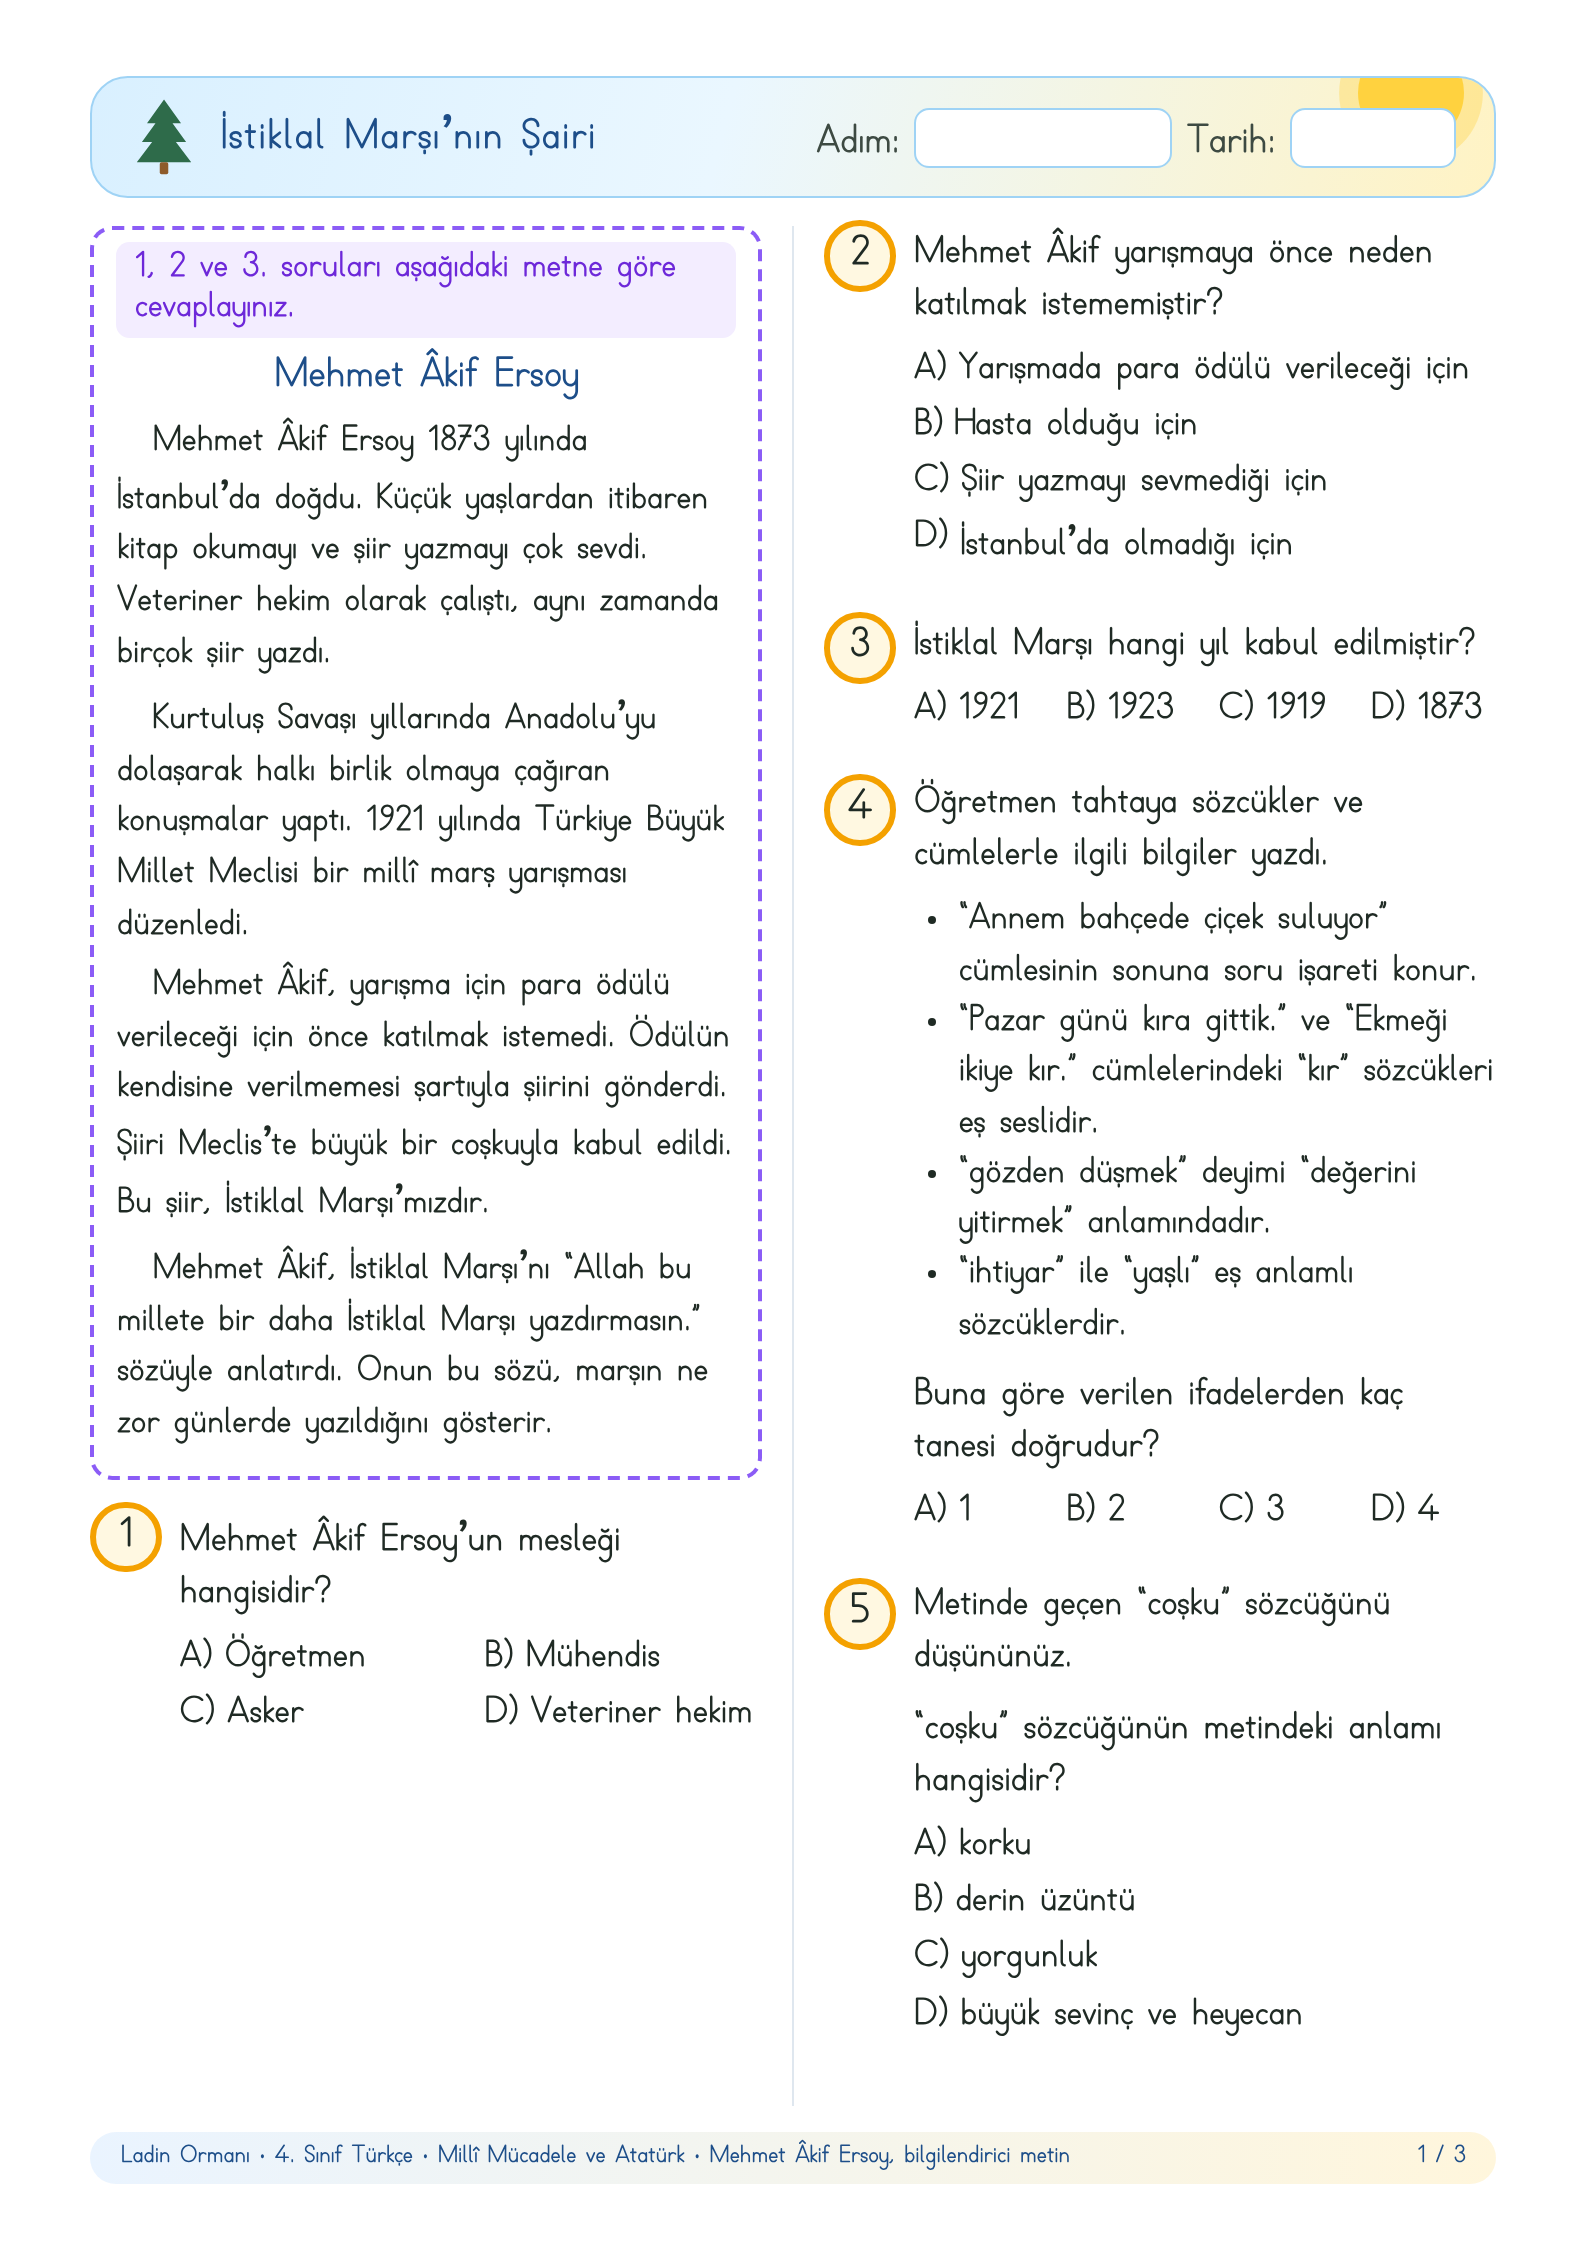 İstiklal Marşı’nın Şairi
Adım:
Tarih:
1, 2 ve 3. soruları aşağıdaki metne göre
cevaplayınız.
Mehmet Âkif Ersoy
Mehmet Âkif Ersoy 1873 yılında
İstanbul’da doğdu. Küçük yaşlardan itibaren
kitap okumayı ve şiir yazmayı çok sevdi.
Veteriner hekim olarak çalıştı, aynı zamanda
birçok şiir yazdı.
Kurtuluş Savaşı yıllarında Anadolu’yu
dolaşarak halkı birlik olmaya çağıran
konuşmalar yaptı. 1921 yılında Türkiye Büyük
Millet Meclisi bir millî marş yarışması
düzenledi.
Mehmet Âkif, yarışma için para ödülü
verileceği için önce katılmak istemedi. Ödülün
kendisine verilmemesi şartıyla şiirini gönderdi.
Şiiri Meclis’te büyük bir coşkuyla kabul edildi.
Bu şiir, İstiklal Marşı’mızdır.
Mehmet Âkif, İstiklal Marşı’nı “Allah bu
millete bir daha İstiklal Marşı yazdırmasın.”
sözüyle anlatırdı. Onun bu sözü, marşın ne
zor günlerde yazıldığını gösterir.
1
Mehmet Âkif Ersoy’un mesleği
hangisidir?
A) Öğretmen B) Mühendis
C) Asker D) Veteriner hekim
2
Mehmet Âkif yarışmaya önce neden
katılmak istememiştir?
A) Yarışmada para ödülü verileceği için
B) Hasta olduğu için
C) Şiir yazmayı sevmediği için
D) İstanbul’da olmadığı için
3
İstiklal Marşı hangi yıl kabul edilmiştir?
A) 1921 B) 1923 C) 1919 D) 1873
4
Öğretmen tahtaya sözcükler ve
cümlelerle ilgili bilgiler yazdı.
• “Annem bahçede çiçek suluyor”
cümlesinin sonuna soru işareti konur.
• “Pazar günü kıra gittik.” ve “Ekmeği
ikiye kır.” cümlelerindeki “kır” sözcükleri
eş seslidir.
• “gözden düşmek” deyimi “değerini
yitirmek” anlamındadır.
• “ihtiyar” ile “yaşlı” eş anlamlı
sözcüklerdir.
Buna göre verilen ifadelerden kaç
tanesi doğrudur?
A) 1 B) 2 C) 3 D) 4
5
Metinde geçen “coşku” sözcüğünü
düşününüz.
“coşku” sözcüğünün metindeki anlamı
hangisidir?
A) korku
B) derin üzüntü
C) yorgunluk
D) büyük sevinç ve heyecan
Ladin Ormanı • 4. Sınıf Türkçe • Millî Mücadele ve Atatürk • Mehmet Âkif Ersoy, bilgilendirici metin
1 / 3